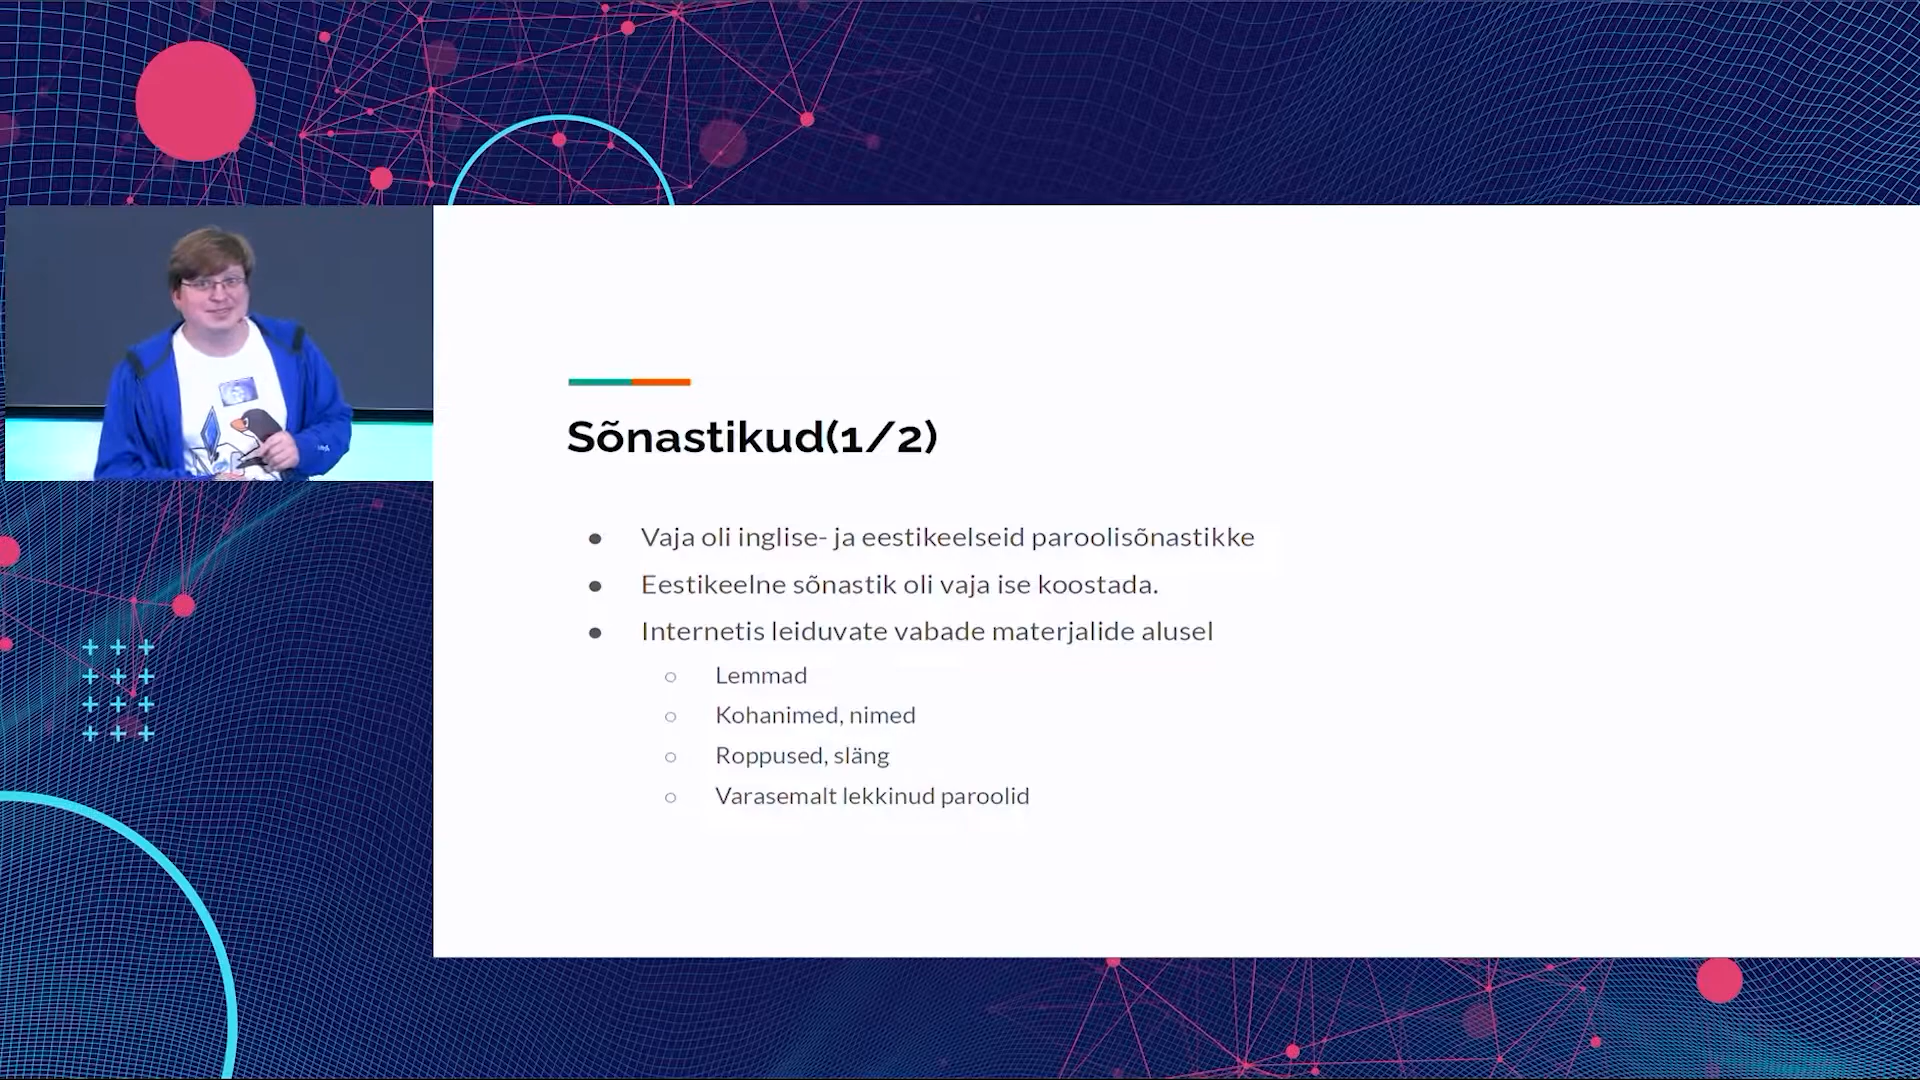 Sõnastikud(1/2)
Vaja oli inglise- ja eestikeelseid paroolisõnastikke
Eestikeelne sõnastik oli vaja ise koostada.
Internetis leiduvate vabade materjalide alusel
Lemmad
Kohanimed, nimed
Roppused, släng
Varasemalt lekkinud paroolid